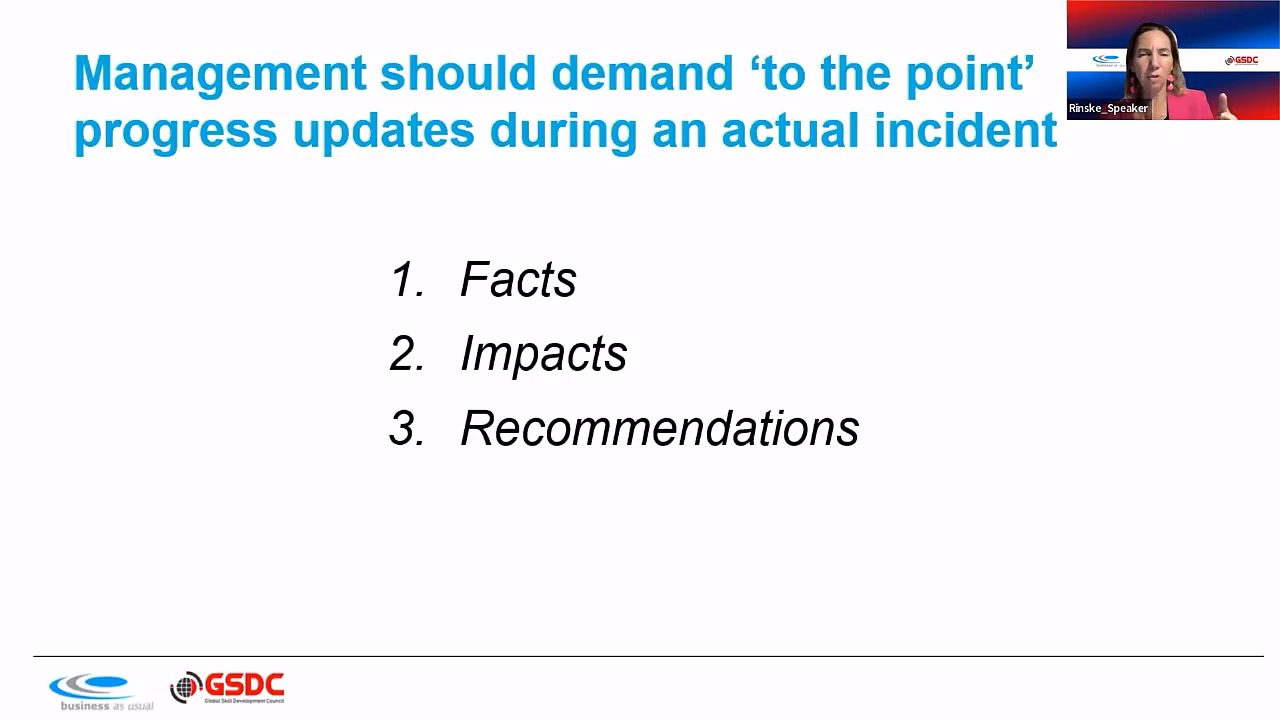 Management should demand ‘to the point’
progress updates during an actual incident
GSDC
Rinske_Speaker
1. Facts
2. Impacts
3. Recommendations
business as usual
GSDC
Global Skill Development Council